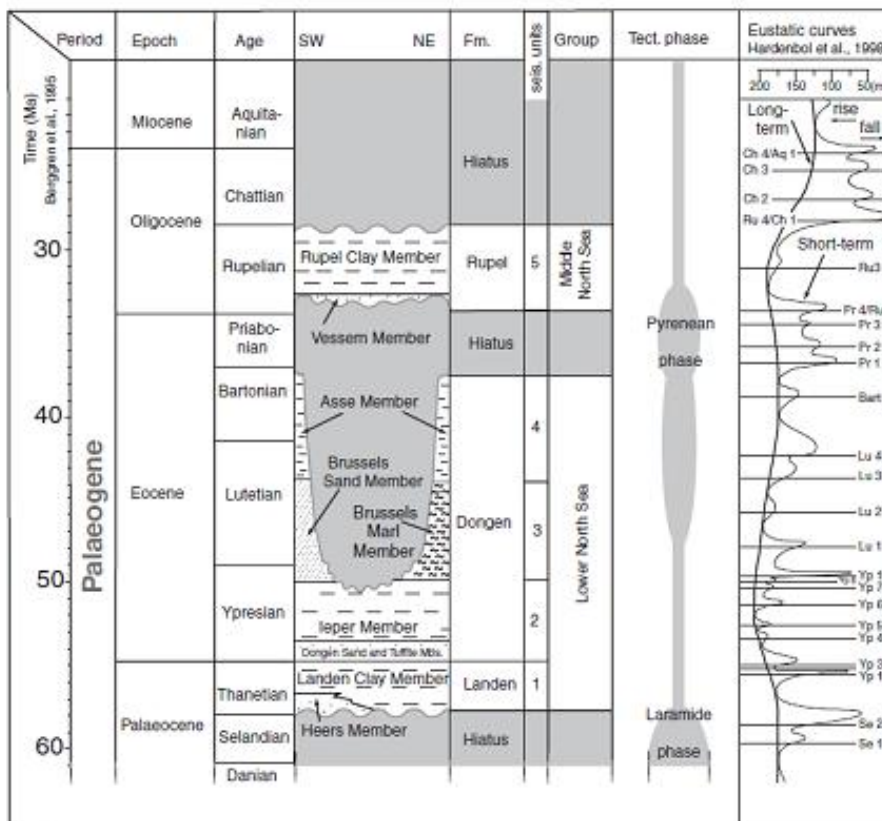 Time (Ma)
Berggren et al., 1995
Period
Epoch
Age
SW
NE
Fm.
seis. units
Group
Tect. phase
Eustatic curves
Hardenbol et al., 1998
200 150 100 50(m
30
40
50
60
Palaeogene
Miocene
Oligocene
Eocene
Palaeocene
Aquita-
nian
Chattian
Rupelian
Priabo-
nian
Bartonian
Lutetian
Ypresian
Thanetian
Selandian
Danian
Rupel Clay Member
Vessem Member
Asse Member
Brussels
Sand Member
Brussels
Marl
Member
Ieper Member
Dongen Sand and Tuffite Mbs.
Landen Clay Member
Heers Member
Hiatus
Rupel
Hiatus
Dongen
Landen
Hiatus
5
4
3
2
1
Middle
North Sea
Lower North Sea
Pyrenean
phase
Laramide
phase
Long-
term
rise
fall
Short-term
Ch 4/Aq 1
Ch 3
Ch 2
Ru 4/Ch 1
Ru3
Pr 4/Ru
Pr 3
Pr 2
Pr 1
Bart
Lu 4
Lu 3
Lu 2
Lu 1
Yp 1
Yp 7
Yp 6
Yp 5
Yp 4
Yp 3
Yp 1
Se 2
Se 1